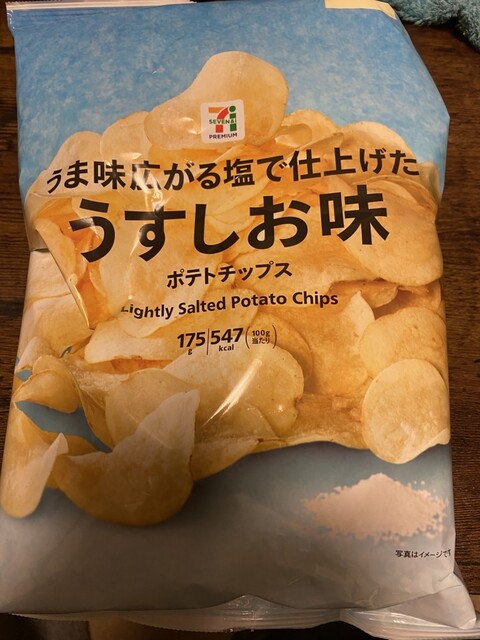 SEVEN&i
PREMIUM
うま味広がる塩で仕上げた
うすしお味
ポテトチップス
Lightly Salted Potato Chips
175g 547kcal (100g当たり)
写真はイメージです